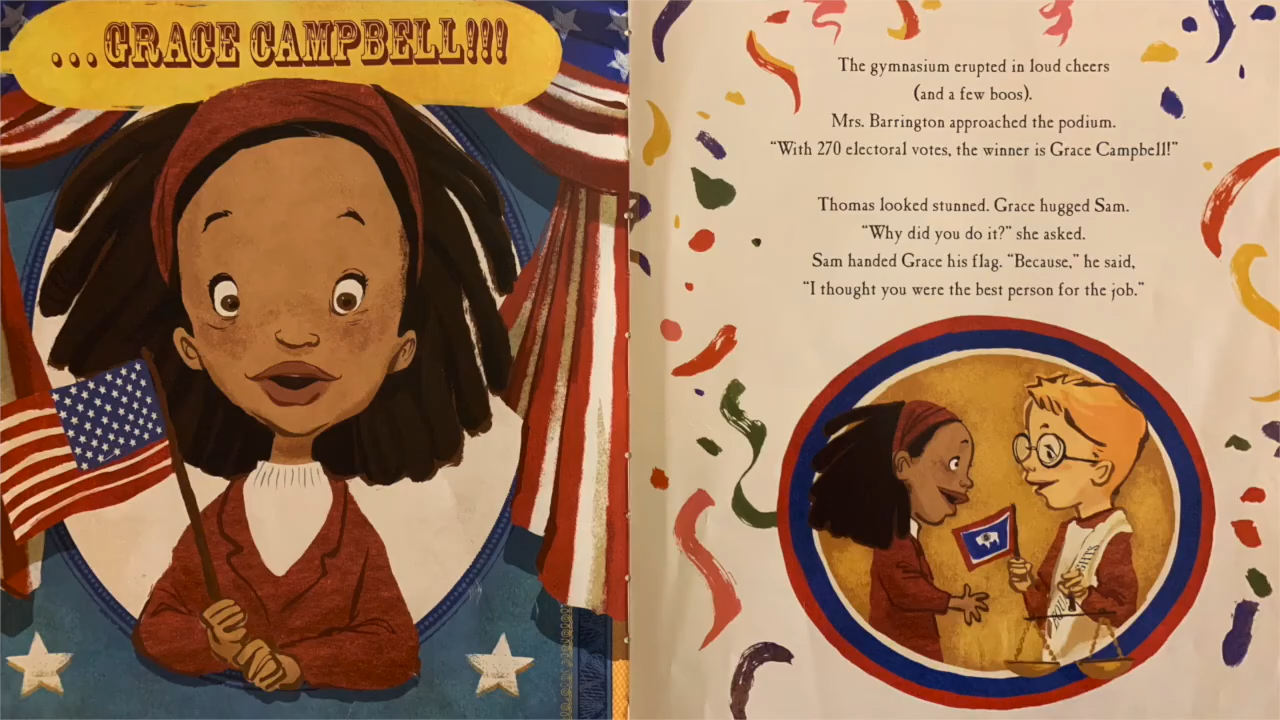 ...GRACE CAMPBELL!!!
The gymnasium erupted in loud cheers
(and a few boos).
Mrs. Barrington approached the podium.
“With 270 electoral votes, the winner is Grace Campbell!”
Thomas looked stunned. Grace hugged Sam.
“Why did you do it?” she asked.
Sam handed Grace his flag. “Because,” he said,
“I thought you were the best person for the job.”